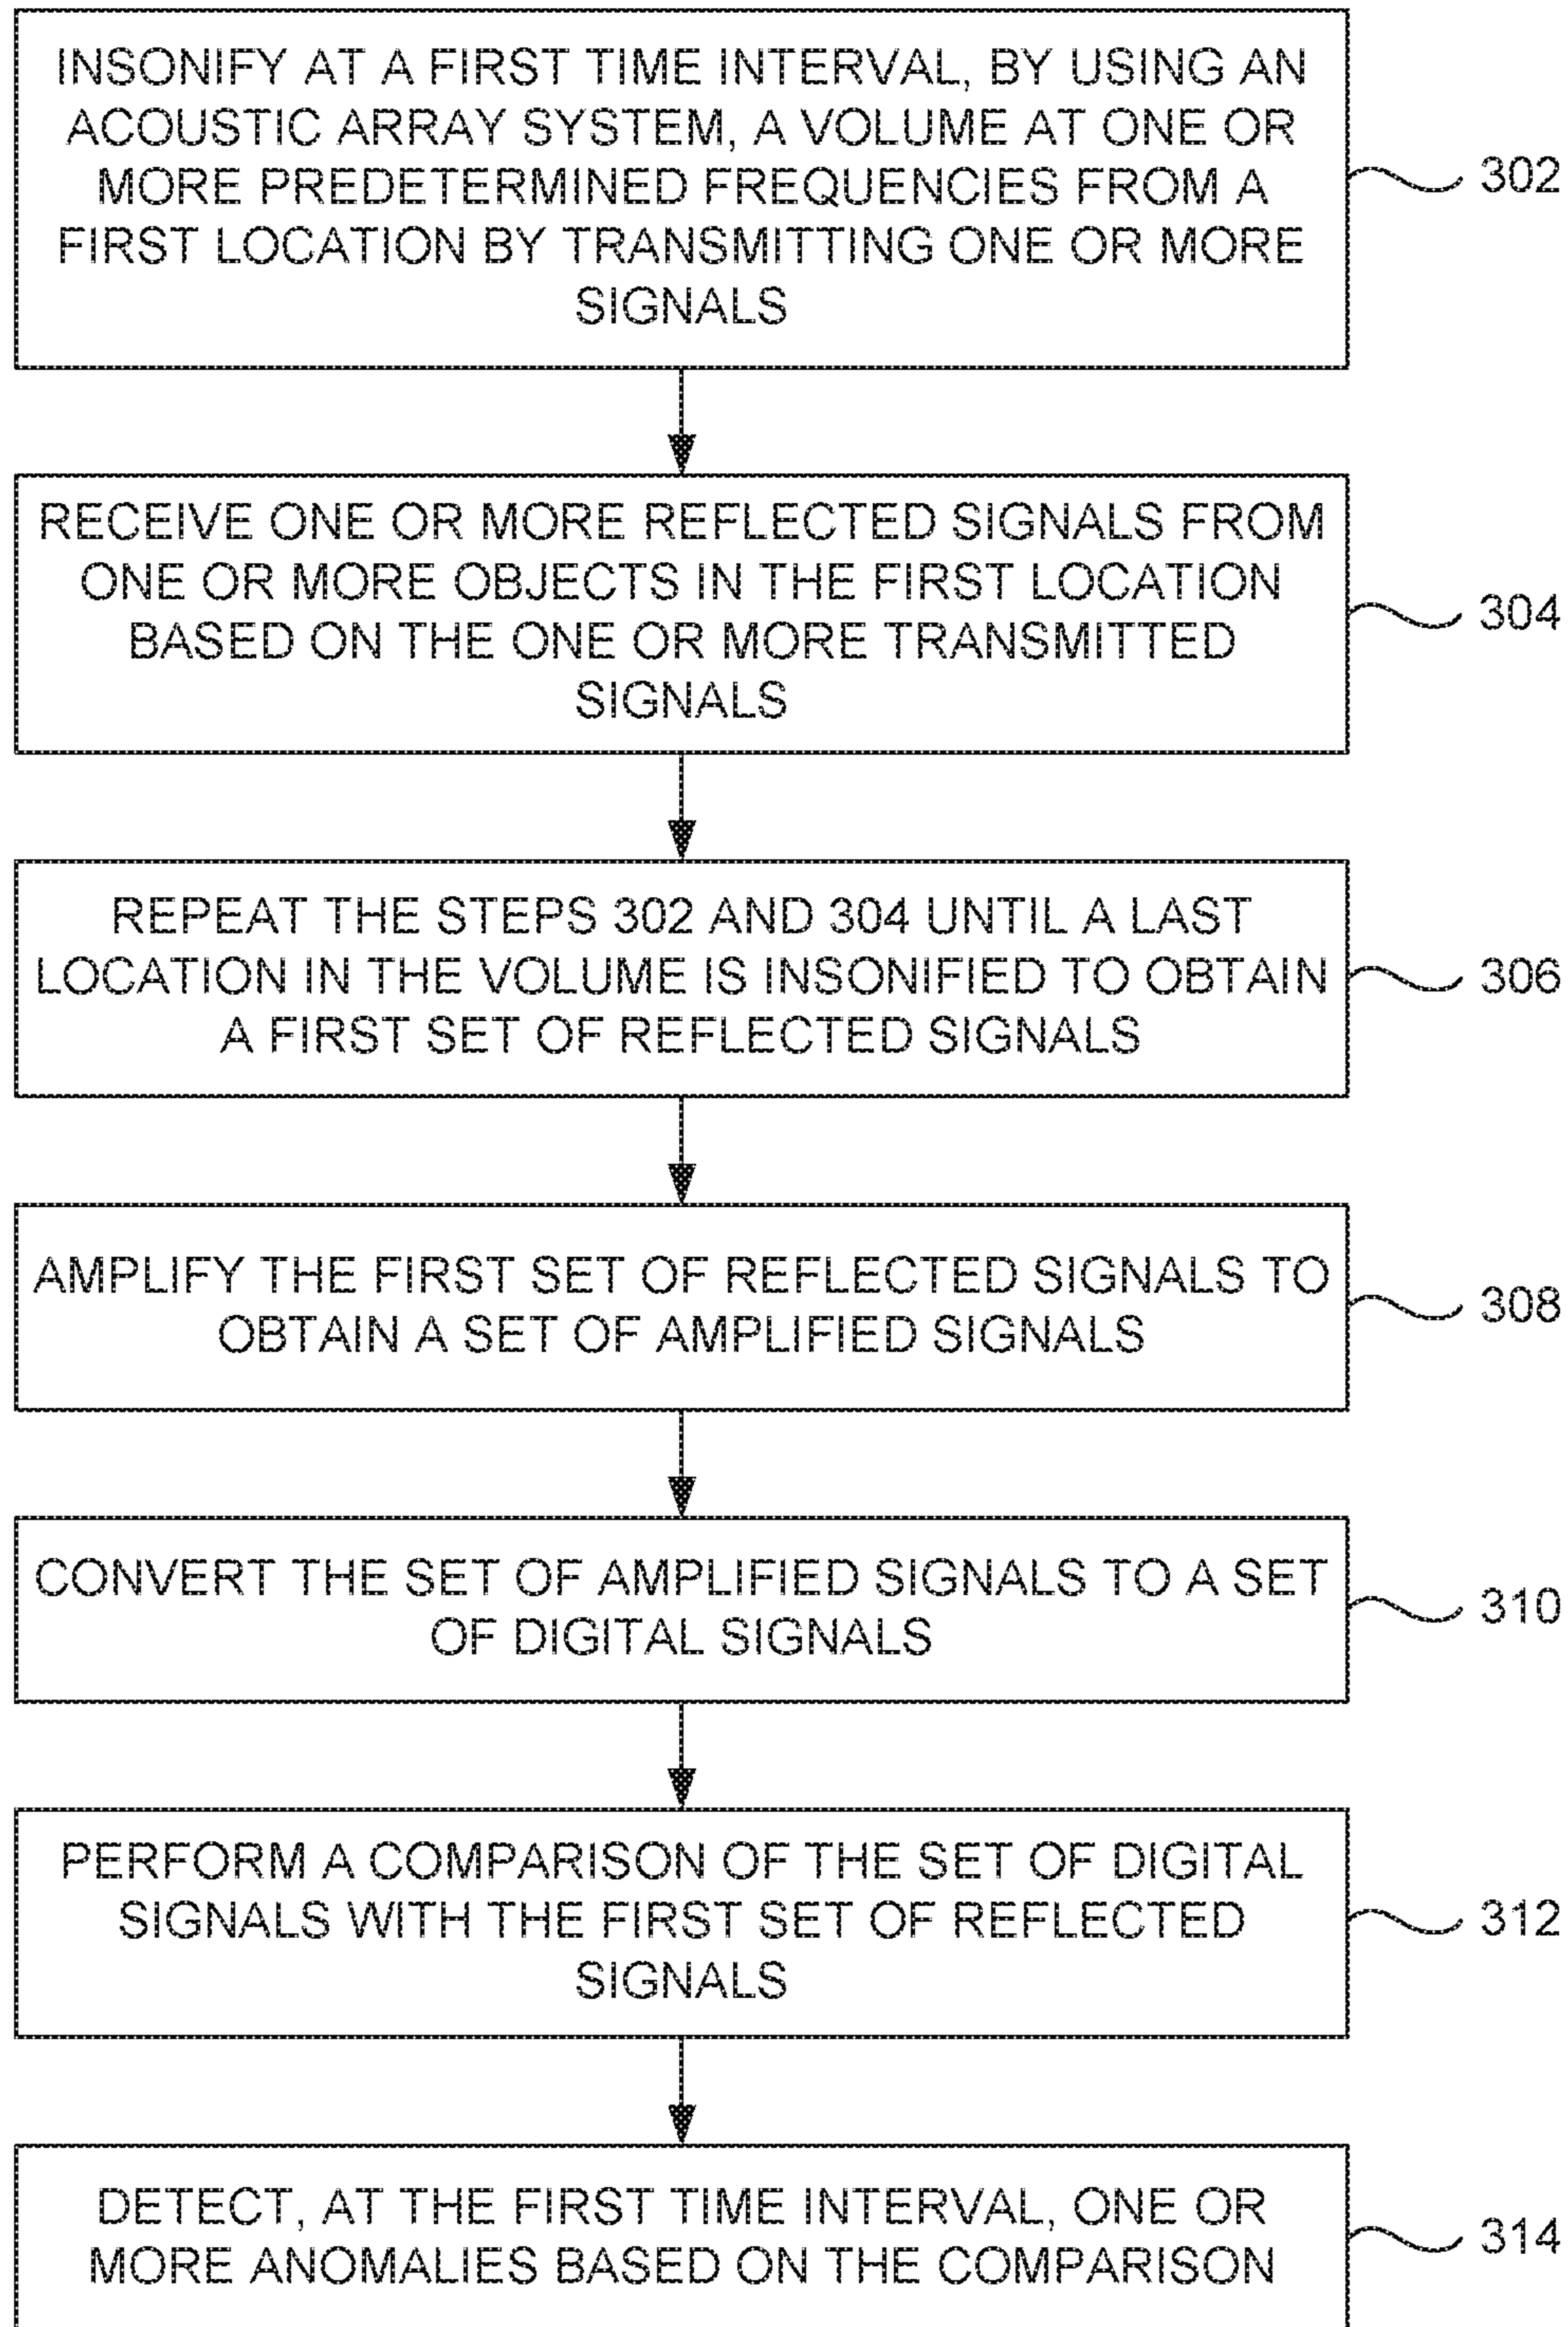 INSONIFY AT A FIRST TIME INTERVAL, BY USING AN
ACOUSTIC ARRAY SYSTEM, A VOLUME AT ONE OR
MORE PREDETERMINED FREQUENCIES FROM A
FIRST LOCATION BY TRANSMITTING ONE OR MORE
SIGNALS
302
RECEIVE ONE OR MORE REFLECTED SIGNALS FROM
ONE OR MORE OBJECTS IN THE FIRST LOCATION
BASED ON THE ONE OR MORE TRANSMITTED
SIGNALS
304
REPEAT THE STEPS 302 AND 304 UNTIL A LAST
LOCATION IN THE VOLUME IS INSONIFIED TO OBTAIN
A FIRST SET OF REFLECTED SIGNALS
306
AMPLIFY THE FIRST SET OF REFLECTED SIGNALS TO
OBTAIN A SET OF AMPLIFIED SIGNALS
308
CONVERT THE SET OF AMPLIFIED SIGNALS TO A SET
OF DIGITAL SIGNALS
310
PERFORM A COMPARISON OF THE SET OF DIGITAL
SIGNALS WITH THE FIRST SET OF REFLECTED
SIGNALS
312
DETECT, AT THE FIRST TIME INTERVAL, ONE OR
MORE ANOMALIES BASED ON THE COMPARISON
314